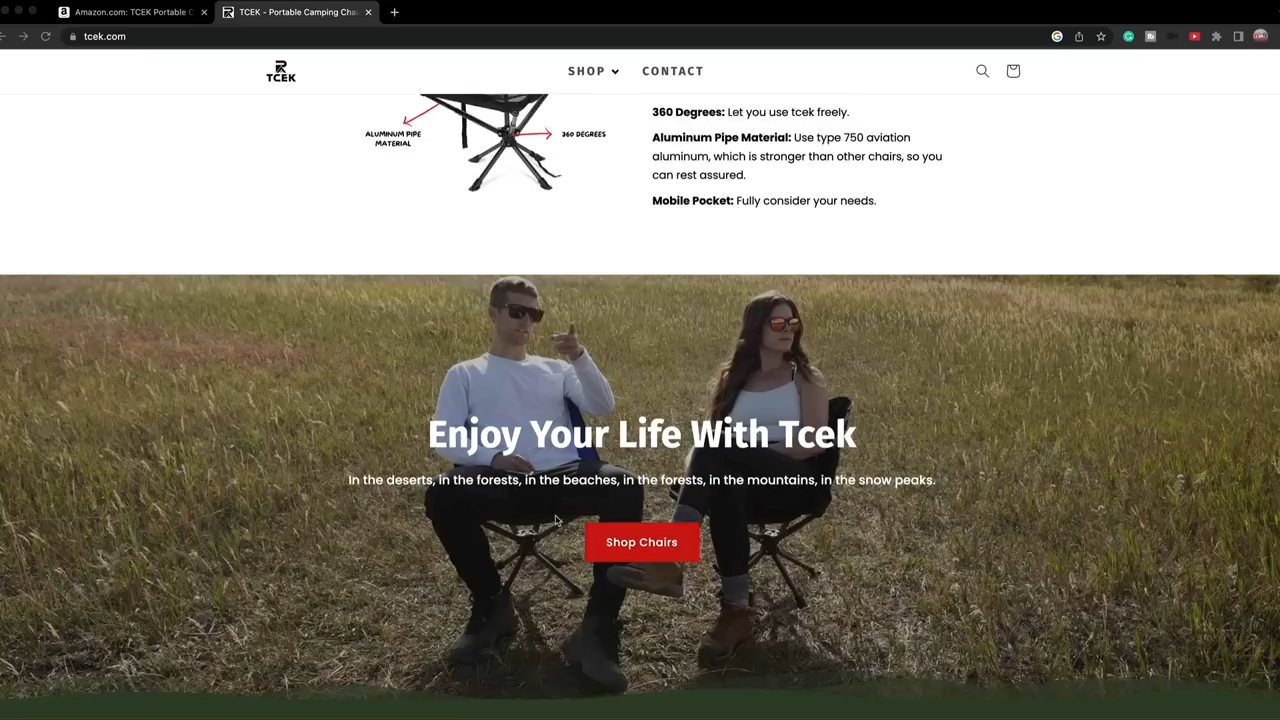 Amazon.com: TCEK Portable C
TCEK - Portable Camping Chai
tcek.com
TCEK
SHOP
CONTACT
ALUMINUM PIPE
MATERIAL
360 DEGREES
360 Degrees: Let you use tcek freely.
Aluminum Pipe Material: Use type 750 aviation
aluminum, which is stronger than other chairs, so you
can rest assured.
Mobile Pocket: Fully consider your needs.
Enjoy Your Life With Tcek
In the deserts, in the forests, in the beaches, in the forests, in the mountains, in the snow peaks.
Shop Chairs